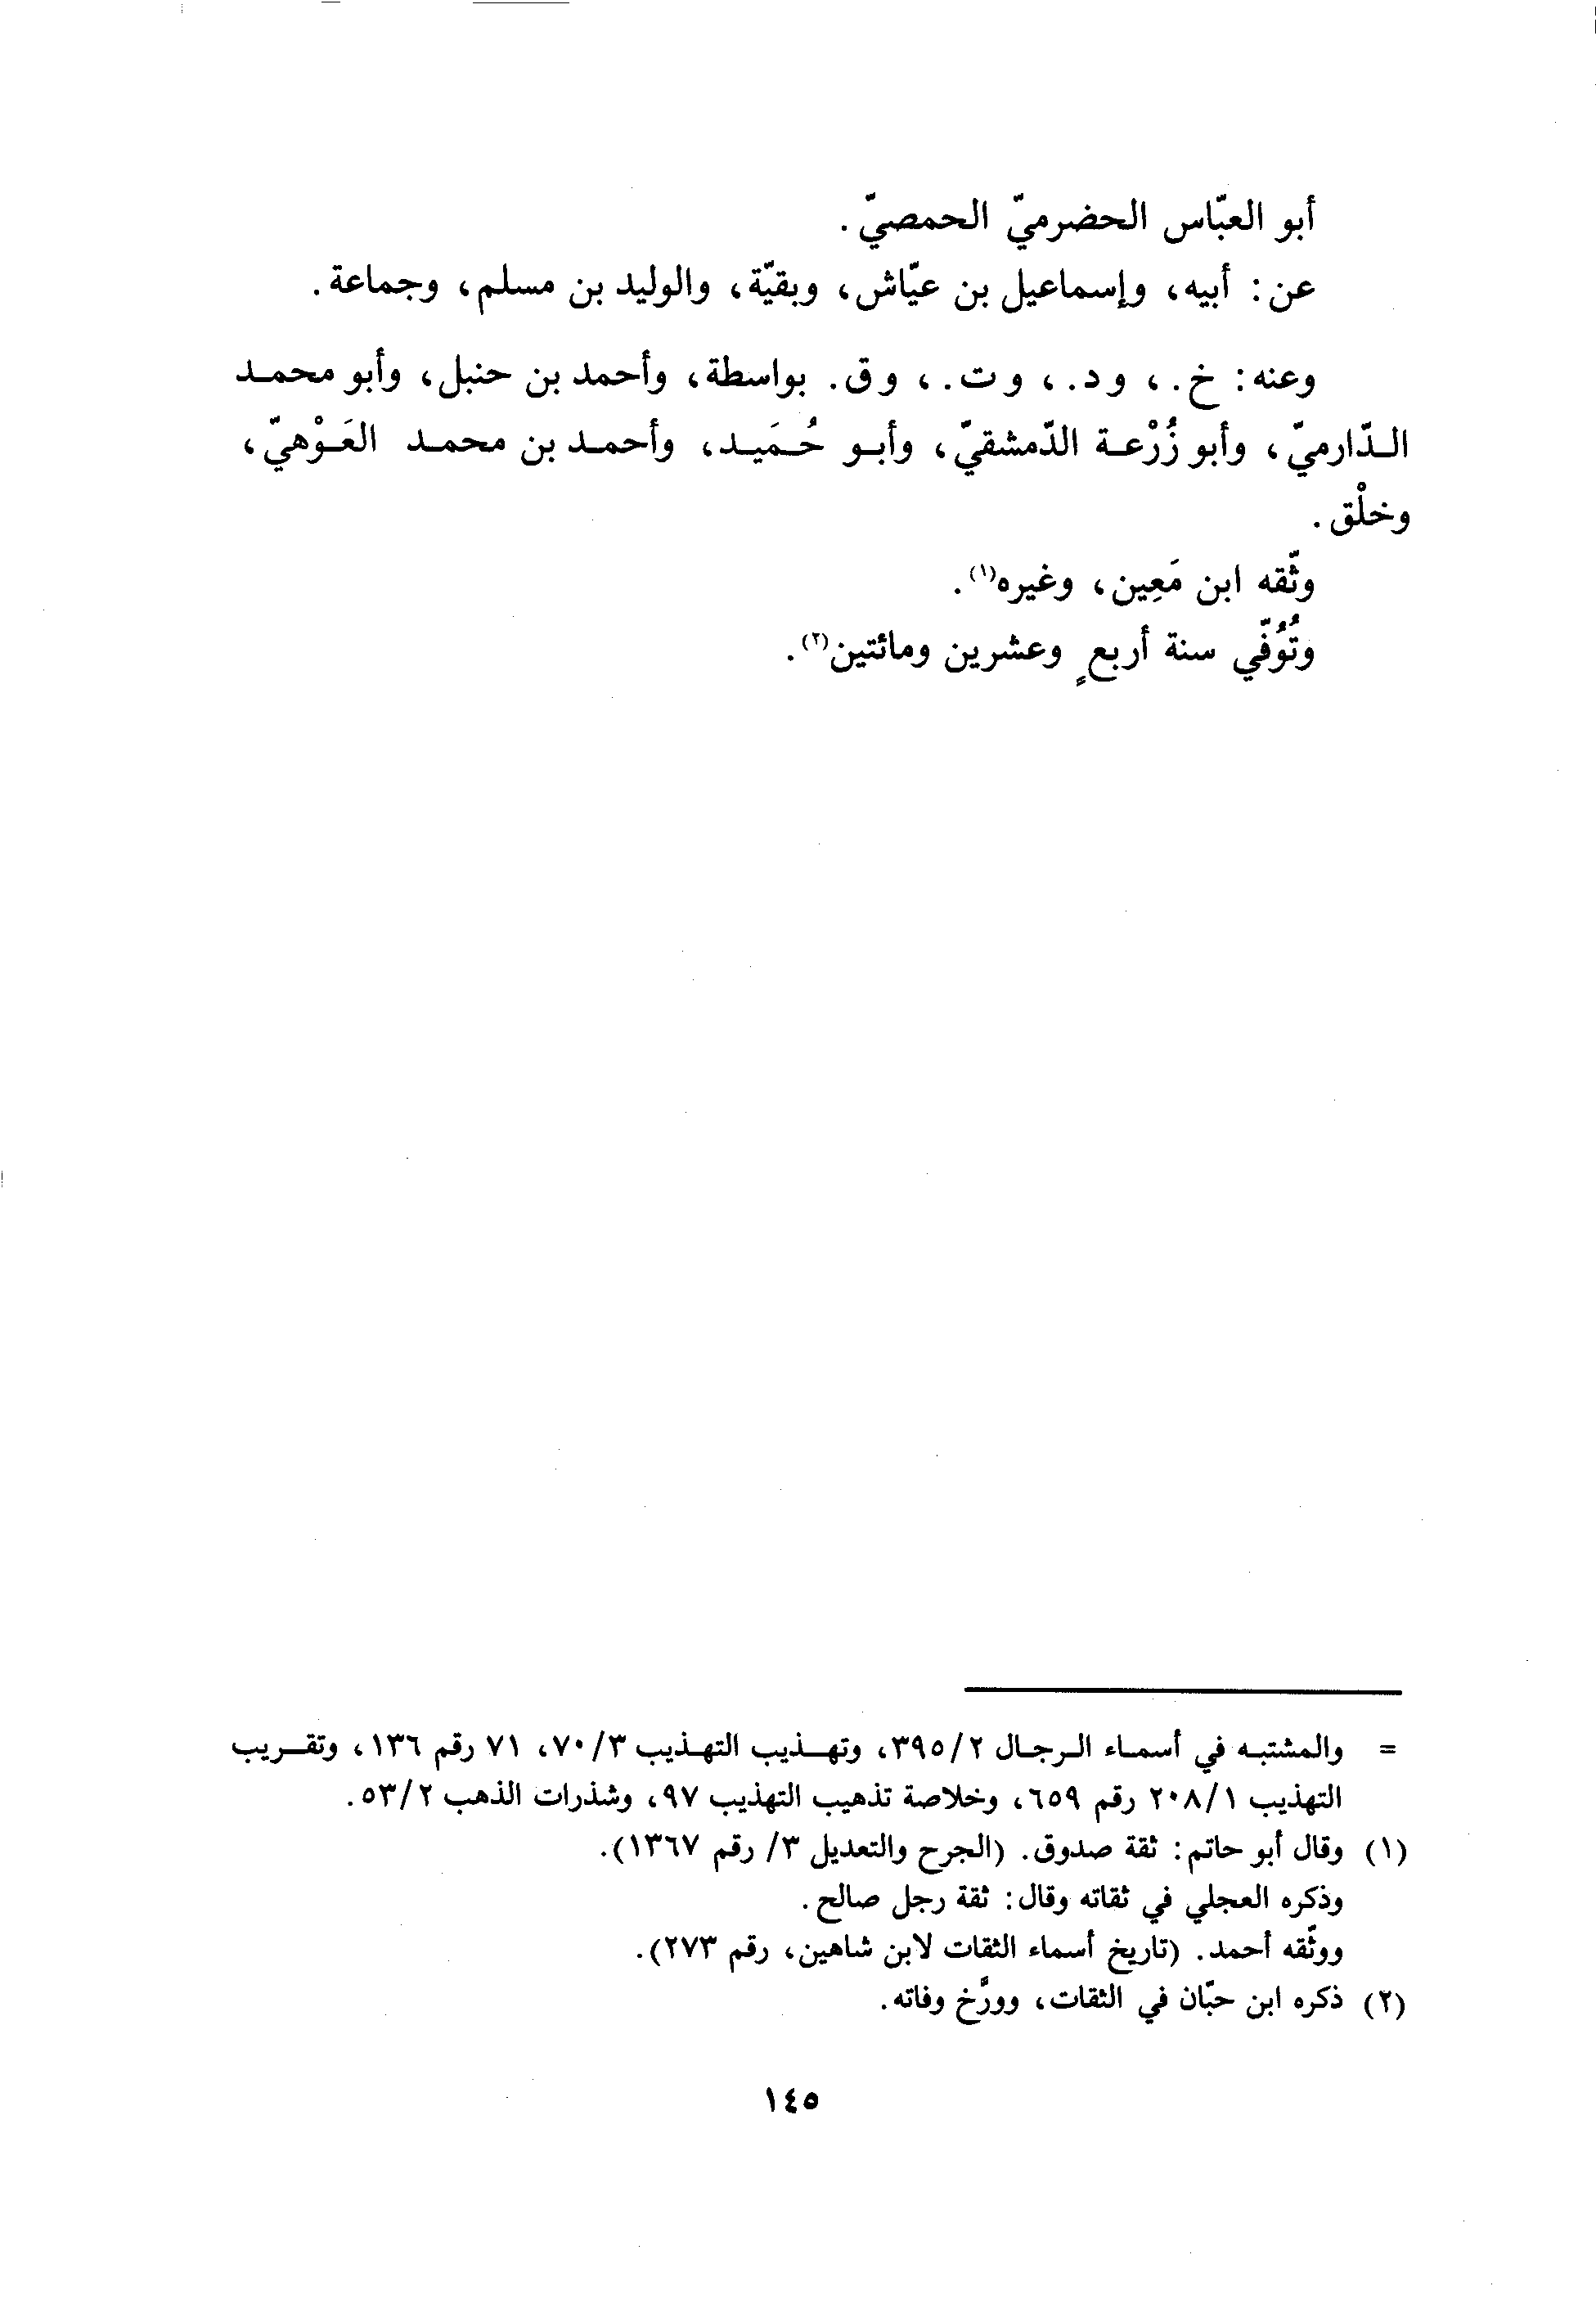 أبو العبّاس الحضرميّ الحمصيّ.
عن: أبيه، وإسماعيل بن عيّاش، وبقيّة، والوليد بن مسلم، وجماعة.
وعنه: خ.، ود.، وت.، وق. بواسطة، وأحمد بن حنبل، وأبو محمد
الدّارميّ، وأبو زُرْعة الدّمشقيّ، وأبو حُمَيد، وأحمد بن محمد العَوْهيّ،
وخلْق.
وثّقه ابن مَعِين، وغيره(١).
وتُوُفّي سنة أربعٍ وعشرين ومائتين(٢).
= والمشتبه في أسماء الرجال ٣٩٥/٢، وتهذيب التهذيب ٧٠/٣، ٧١ رقم ١٣٦، وتقريب
التهذيب ٢٠٨/١ رقم ٦٥٩، وخلاصة تذهيب التهذيب ٩٧، وشذرات الذهب ٥٣/٢.
(١) وقال أبو حاتم: ثقة صدوق. (الجرح والتعديل ٣/ رقم ١٣٦٧).
وذكره العجلي في ثقاته وقال: ثقة رجل صالح.
ووثّقه أحمد. (تاريخ أسماء الثقات لابن شاهين، رقم ٢٧٣).
(٢) ذكره ابن حبّان في الثقات، وورَّخ وفاته.
١٤٥